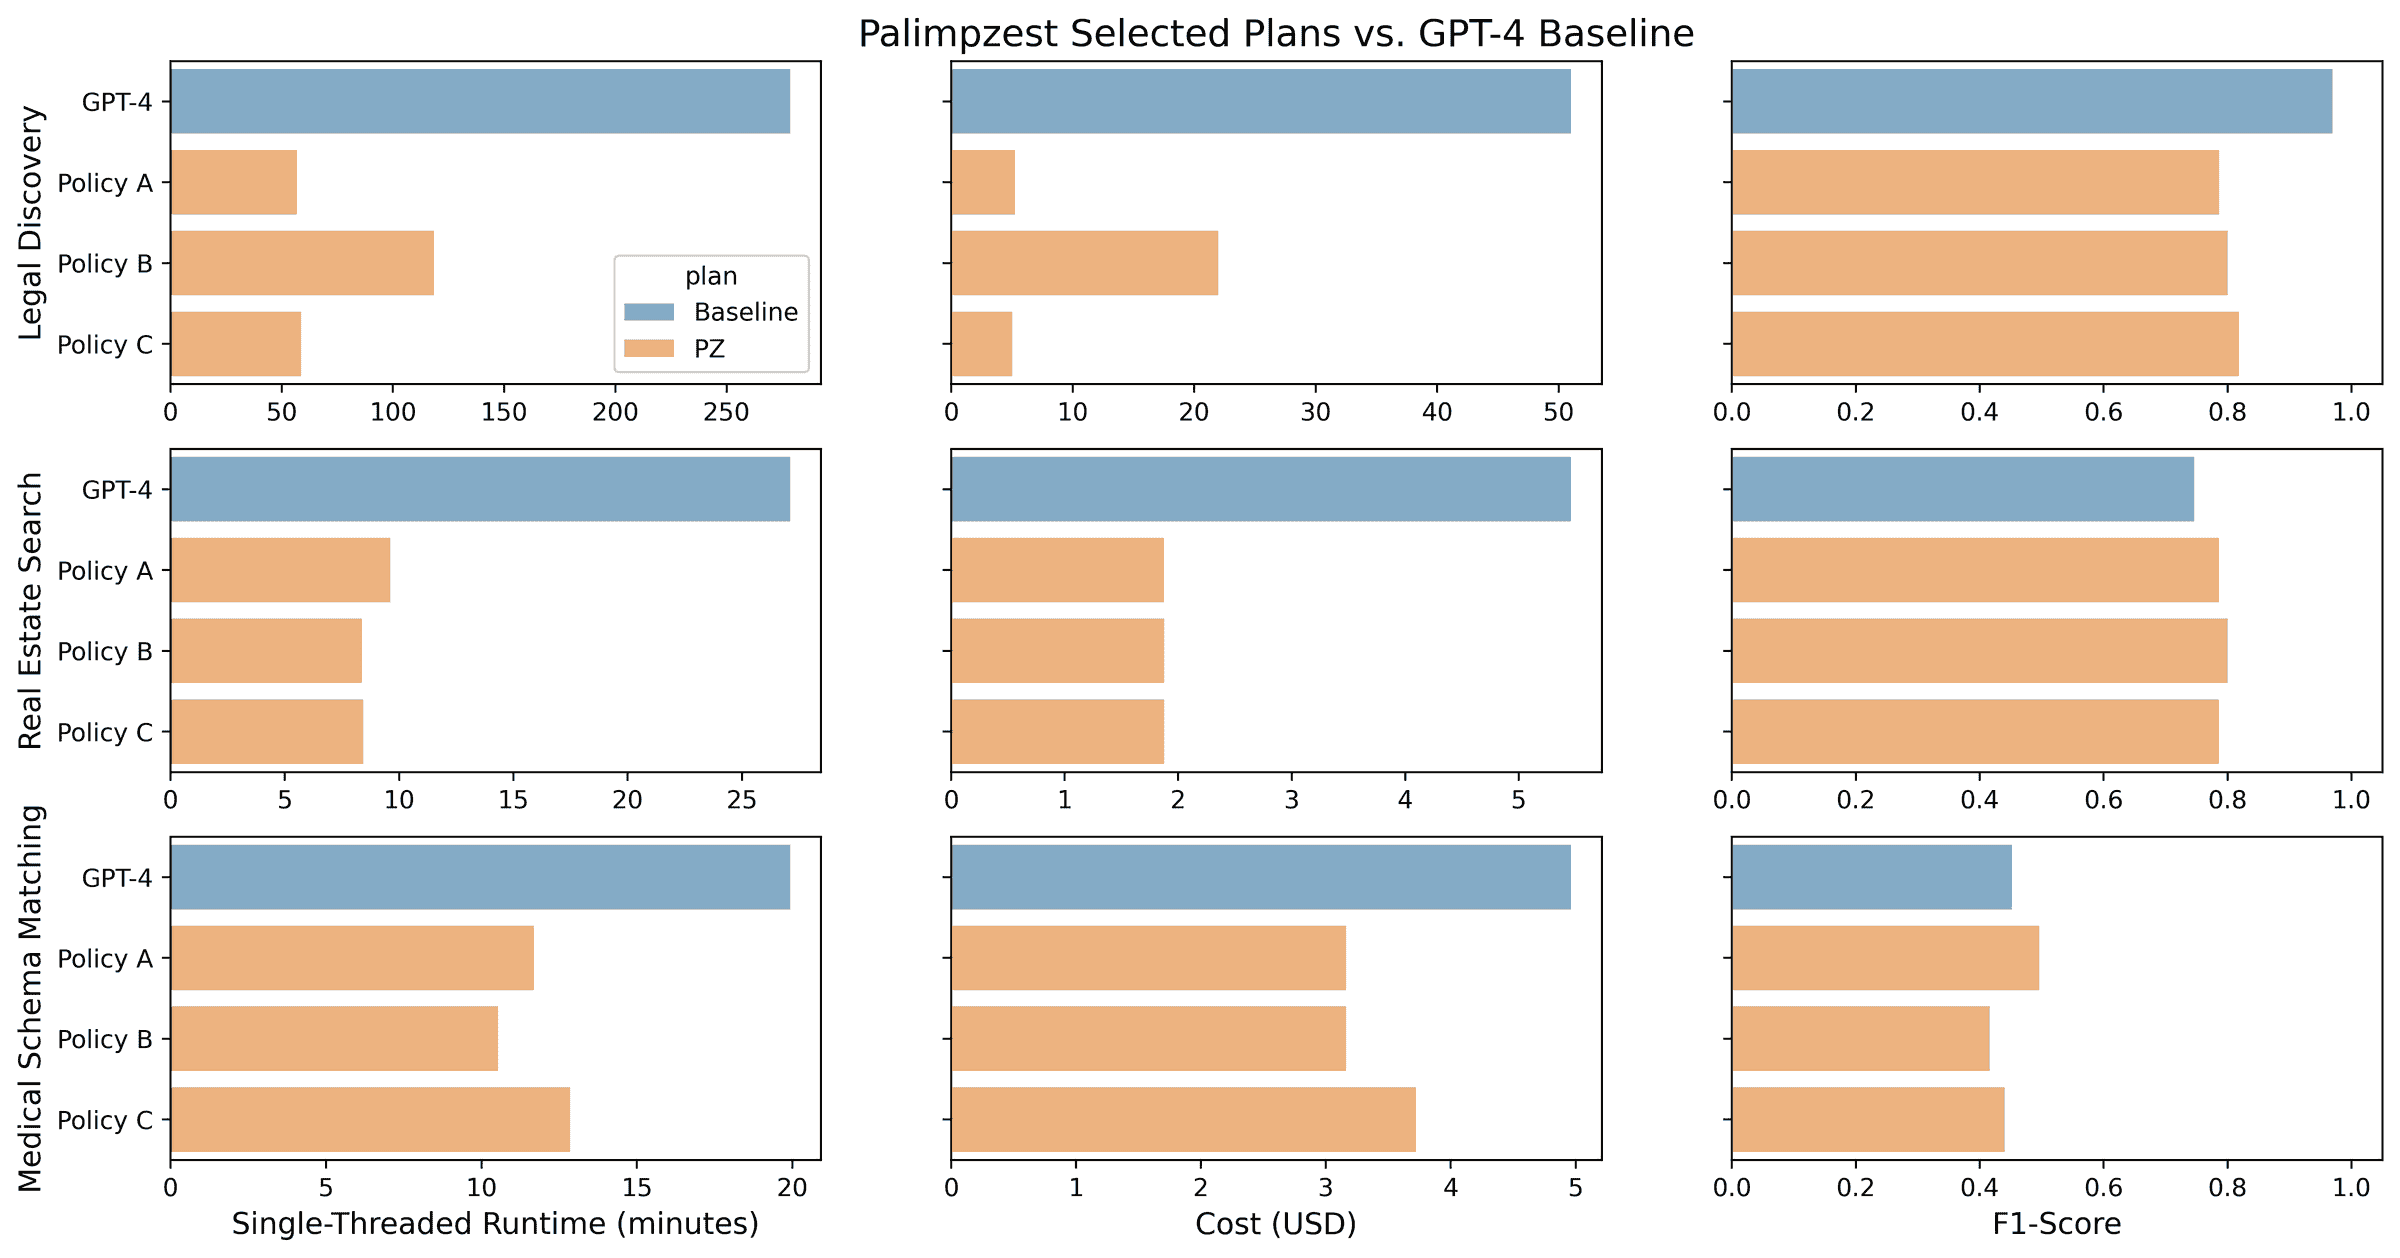 Palimpzest Selected Plans vs. GPT-4 Baseline
Legal Discovery
GPT-4
Policy A
Policy B
Policy C
plan
Baseline
PZ
0 50 100 150 200 250
0 10 20 30 40 50
0.0 0.2 0.4 0.6 0.8 1.0
Real Estate Search
GPT-4
Policy A
Policy B
Policy C
0 5 10 15 20 25
0 1 2 3 4 5
0.0 0.2 0.4 0.6 0.8 1.0
Medical Schema Matching
GPT-4
Policy A
Policy B
Policy C
0 5 10 15 20
0 1 2 3 4 5
0.0 0.2 0.4 0.6 0.8 1.0
Single-Threaded Runtime (minutes)
Cost (USD)
F1-Score